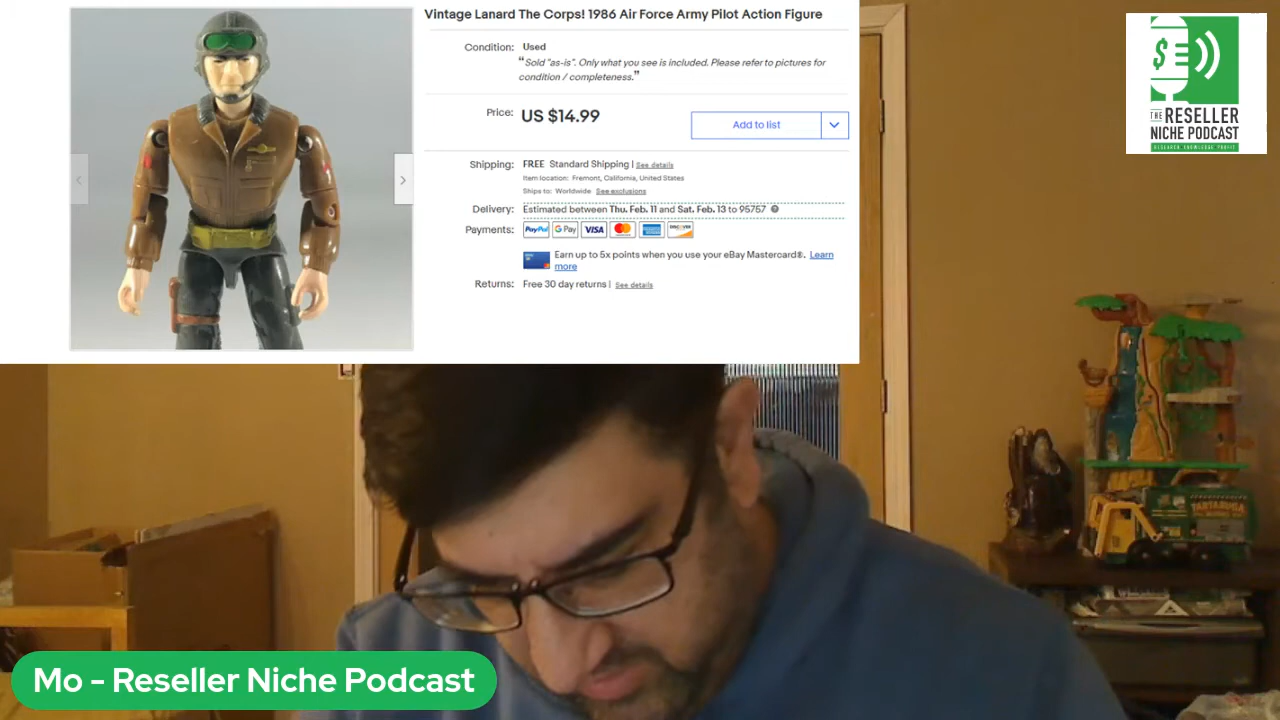 Vintage Lanard The Corps! 1986 Air Force Army Pilot Action Figure
Condition: Used
"Sold "as-is". Only what you see is included. Please refer to pictures for
condition / completeness."
Price: US $14.99
Add to list
Shipping: FREE Standard Shipping | See details
Item location: Fremont, California, United States
Ships to: Worldwide See exclusions
Delivery: Estimated between Thu. Feb. 11 and Sat. Feb. 13 to 95757
Payments: PayPal G Pay VISA DISCOVER
Earn up to 5x points when you use your eBay Mastercard®. Learn
more
Returns: Free 30 day returns | See details
THE RESELLER
NICHE PODCAST
RESEARCH KNOWLEDGE PROFIT
TARTARUGA
Mo - Reseller Niche Podcast